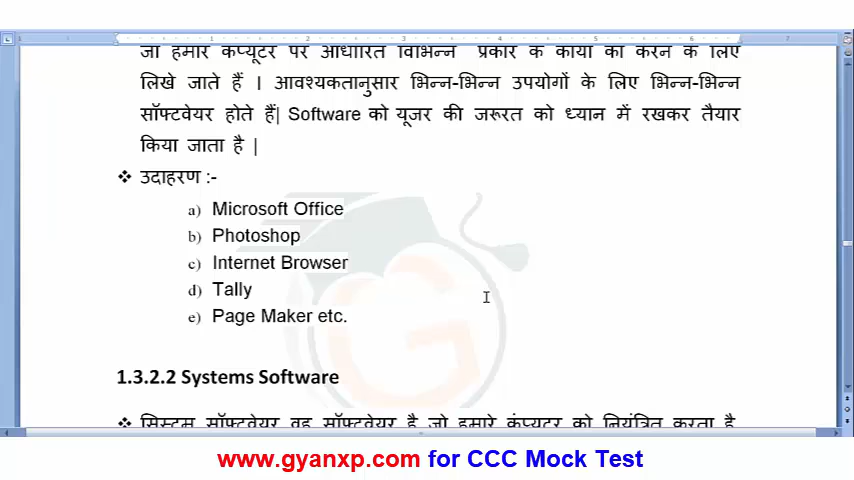 जो हमारे कंप्यूटर पर आधारित विभिन्न प्रकार के कार्यो को करने के लिए
लिखे जाते हैं । आवश्यकतानुसार भिन्न-भिन्न उपयोगों के लिए भिन्न-भिन्न
सॉफ्टवेयर होते हैं| Software को यूजर की जरूरत को ध्यान में रखकर तैयार
किया जाता है |
❖ उदाहरण :-
a) Microsoft Office
b) Photoshop
c) Internet Browser
d) Tally
e) Page Maker etc.
1.3.2.2 Systems Software
❖ सिस्टम सॉफ्टवेयर वह सॉफ्टवेयर है जो हमारे कंप्यूटर को नियंत्रित करता है
www.gyanxp.com for CCC Mock Test